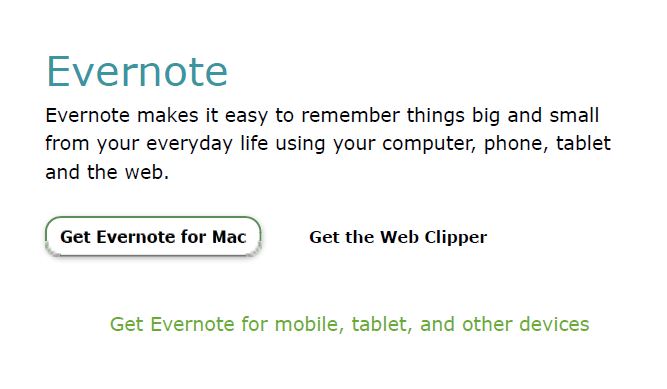 Evernote
Evernote makes it easy to remember things big and small
from your everyday life using your computer, phone, tablet
and the web.
Get Evernote for Mac
Get the Web Clipper
Get Evernote for mobile, tablet, and other devices